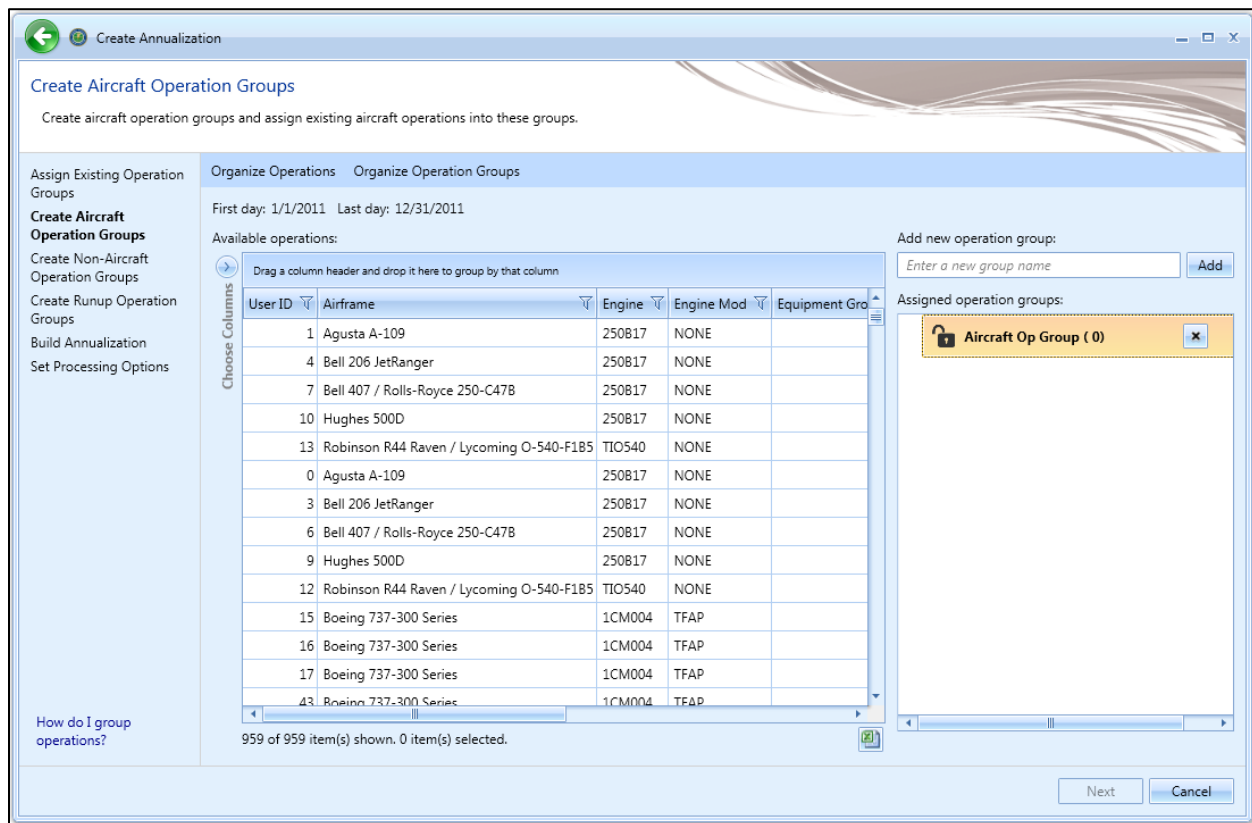 Create Annualization
Create Aircraft Operation Groups
Create aircraft operation groups and assign existing aircraft operations into these groups.
Assign Existing Operation
Groups
Create Aircraft
Operation Groups
Create Non-Aircraft
Operation Groups
Create Runup Operation
Groups
Build Annualization
Set Processing Options
How do I group
operations?
Organize Operations Organize Operation Groups
First day: 1/1/2011 Last day: 12/31/2011
Available operations:
Choose Columns
Drag a column header and drop it here to group by that column
User ID Airframe Engine Engine Mod Equipment Gro
1 Agusta A-109 250B17 NONE
4 Bell 206 JetRanger 250B17 NONE
7 Bell 407 / Rolls-Royce 250-C47B 250B17 NONE
10 Hughes 500D 250B17 NONE
13 Robinson R44 Raven / Lycoming O-540-F1B5 TIO540 NONE
0 Agusta A-109 250B17 NONE
3 Bell 206 JetRanger 250B17 NONE
6 Bell 407 / Rolls-Royce 250-C47B 250B17 NONE
9 Hughes 500D 250B17 NONE
12 Robinson R44 Raven / Lycoming O-540-F1B5 TIO540 NONE
15 Boeing 737-300 Series 1CM004 TFAP
16 Boeing 737-300 Series 1CM004 TFAP
17 Boeing 737-300 Series 1CM004 TFAP
43 Boeing 737-300 Series 1CM004 TFAP
959 of 959 item(s) shown. 0 item(s) selected.
Add new operation group:
Enter a new group name Add
Assigned operation groups:
Aircraft Op Group ( 0)
Next Cancel